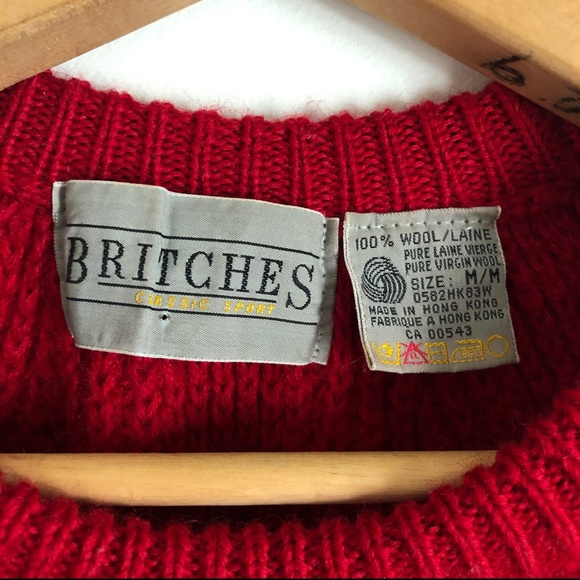 BRITCHES
CLASSIC SPORT
100% WOOL/LAINE
PURE LAINE VIERGE
PURE VIRGIN WOOL
SIZE: M/M
0582HK83W
MADE IN HONG KONG
FABRIQUE A HONG KONG
CA 00543